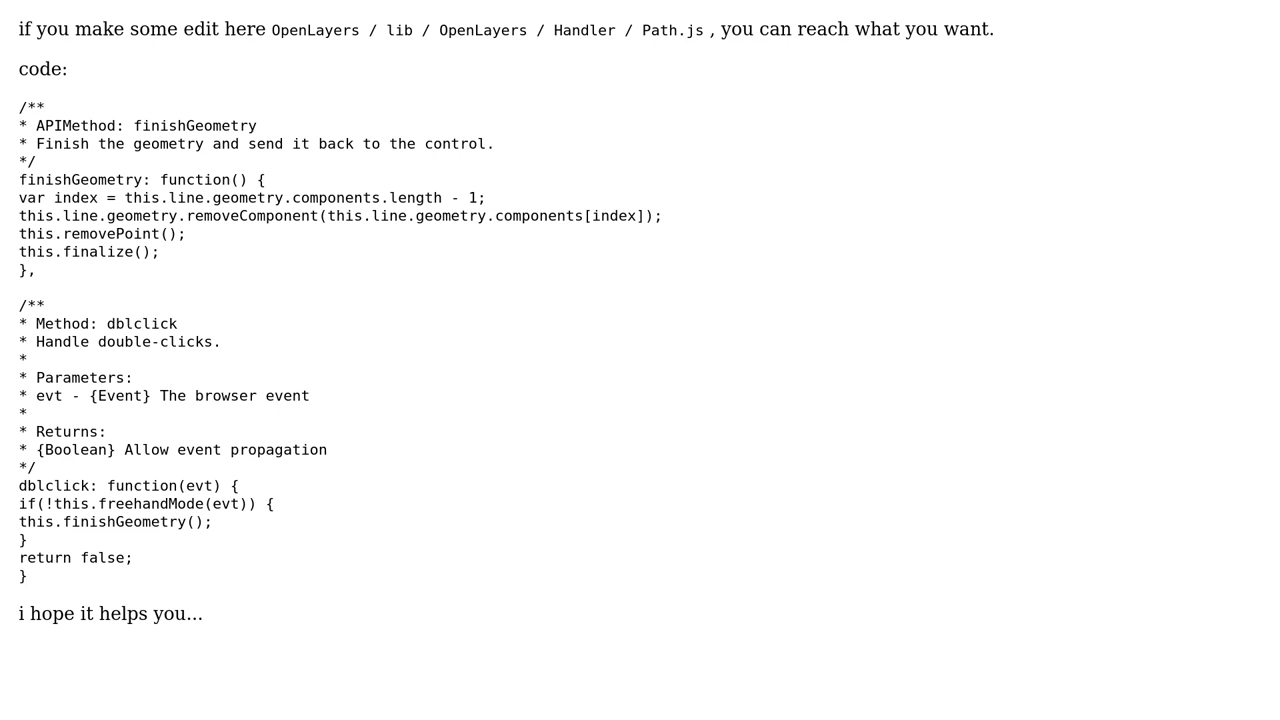 if you make some edit here OpenLayers / lib / OpenLayers / Handler / Path.js , you can reach what you want.
code:
/**
* APIMethod: finishGeometry
* Finish the geometry and send it back to the control.
*/
finishGeometry: function() {
var index = this.line.geometry.components.length - 1;
this.line.geometry.removeComponent(this.line.geometry.components[index]);
this.removePoint();
this.finalize();
},

/**
* Method: dblclick
* Handle double-clicks.
*
* Parameters:
* evt - {Event} The browser event
*
* Returns:
* {Boolean} Allow event propagation
*/
dblclick: function(evt) {
if(!this.freehandMode(evt)) {
this.finishGeometry();
}
return false;
}
i hope it helps you...